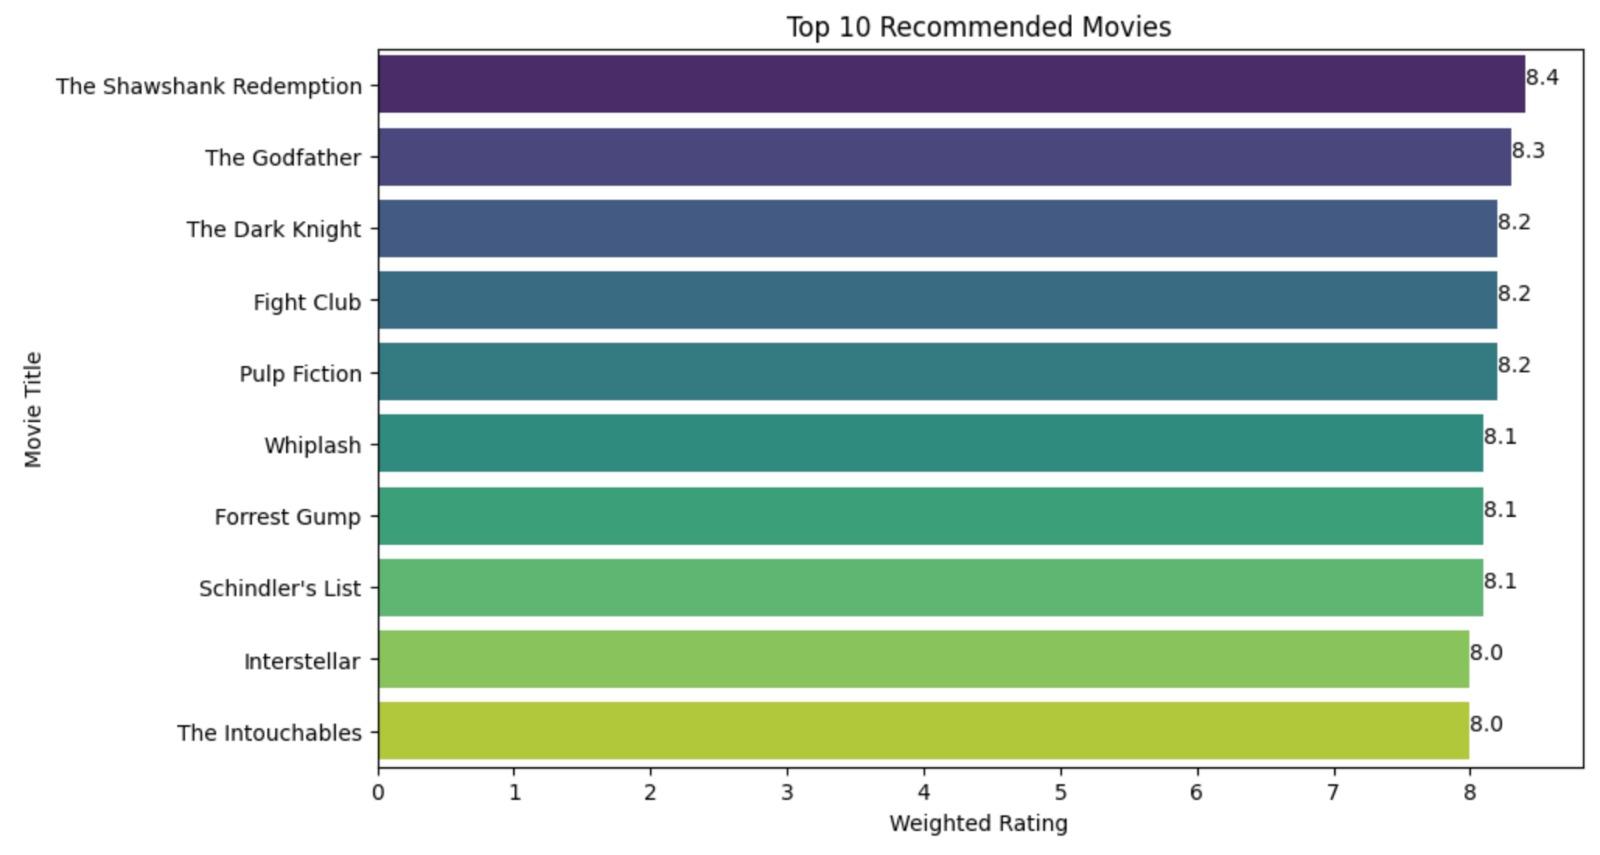 Top 10 Recommended Movies
The Shawshank Redemption 8.4
The Godfather 8.3
The Dark Knight 8.2
Fight Club 8.2
Pulp Fiction 8.2
Whiplash 8.1
Forrest Gump 8.1
Schindler's List 8.1
Interstellar 8.0
The Intouchables 8.0
Movie Title
0 1 2 3 4 5 6 7 8
Weighted Rating